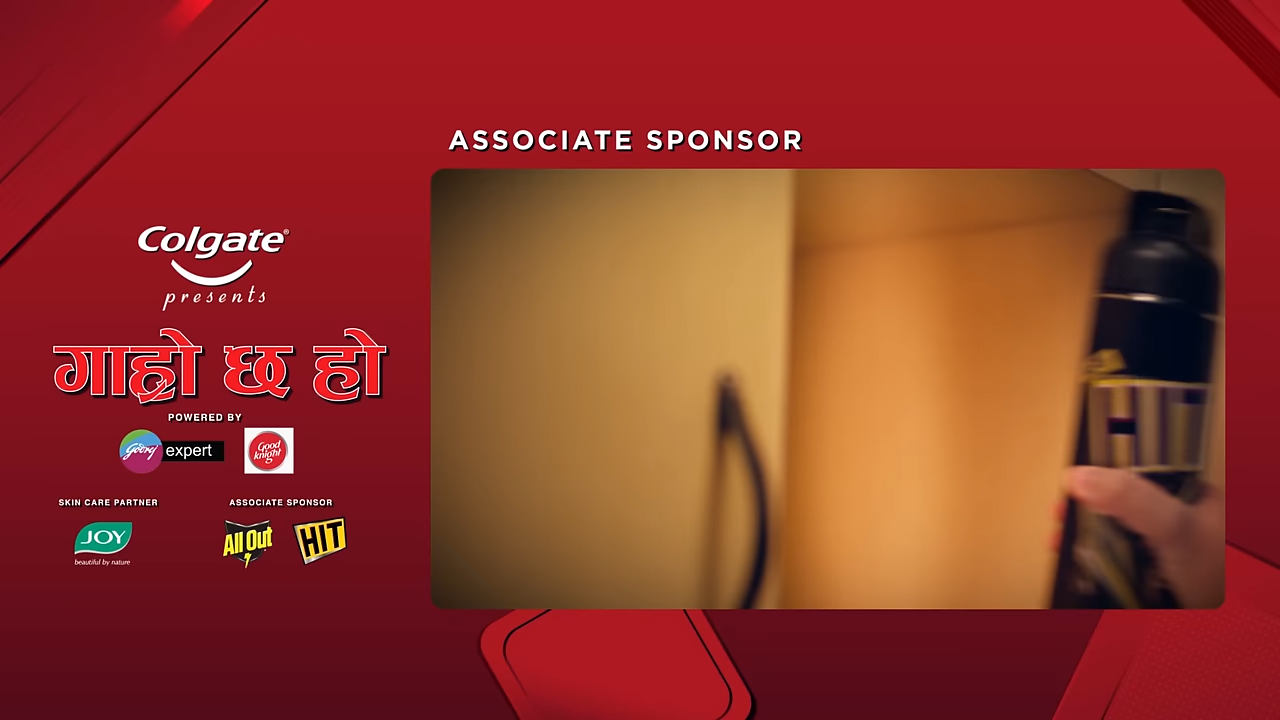 ASSOCIATE SPONSOR
Colgate®
presents
गाह्रो छ हो
POWERED BY
Godrej expert
Good knight
SKIN CARE PARTNER
ASSOCIATE SPONSOR
JOY
beautiful by nature
All Out
HIT